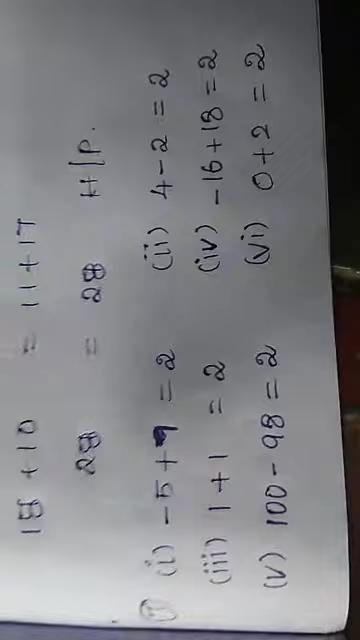 18 + 10 = 11 + 17
28 = 28 H/P.
(i) -5 + 7 = 2 (ii) 4 - 2 = 2
(iii) 1 + 1 = 2 (iv) -16 + 18 = 2
(v) 100 - 98 = 2 (vi) 0 + 2 = 2